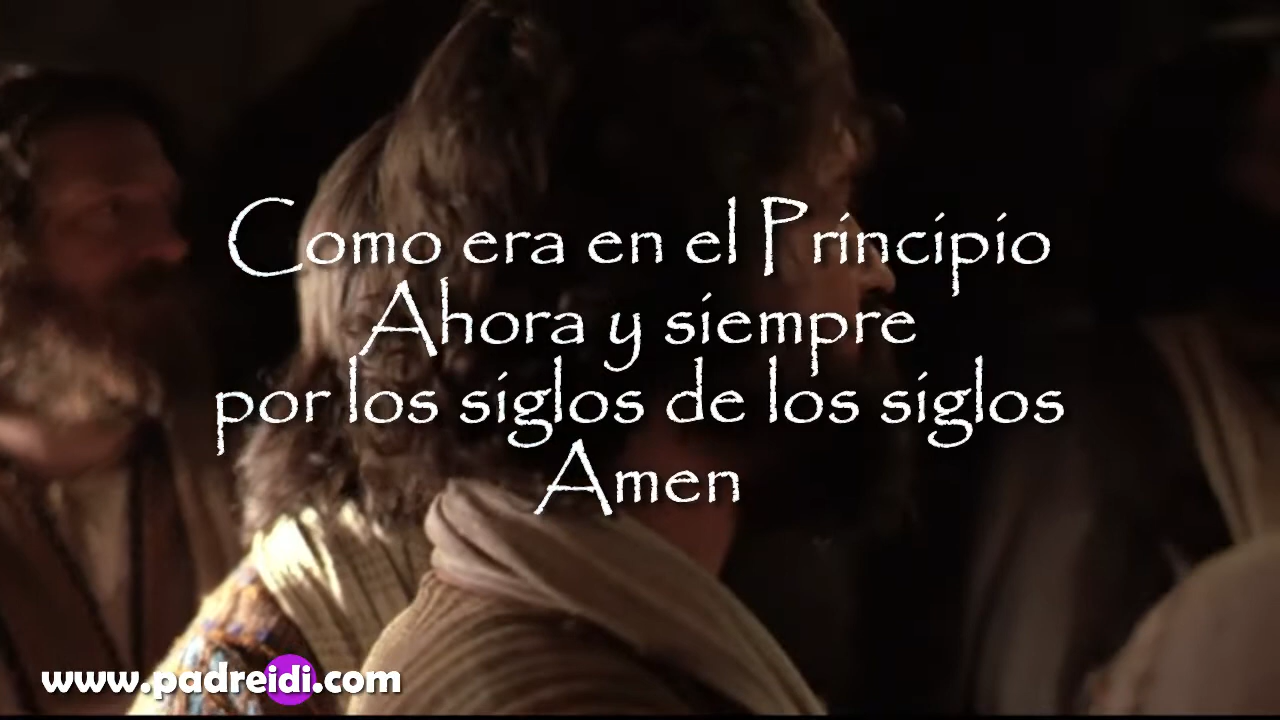 Como era en el Principio
Ahora y siempre
por los siglos de los siglos
Amen
www.padreidi.com